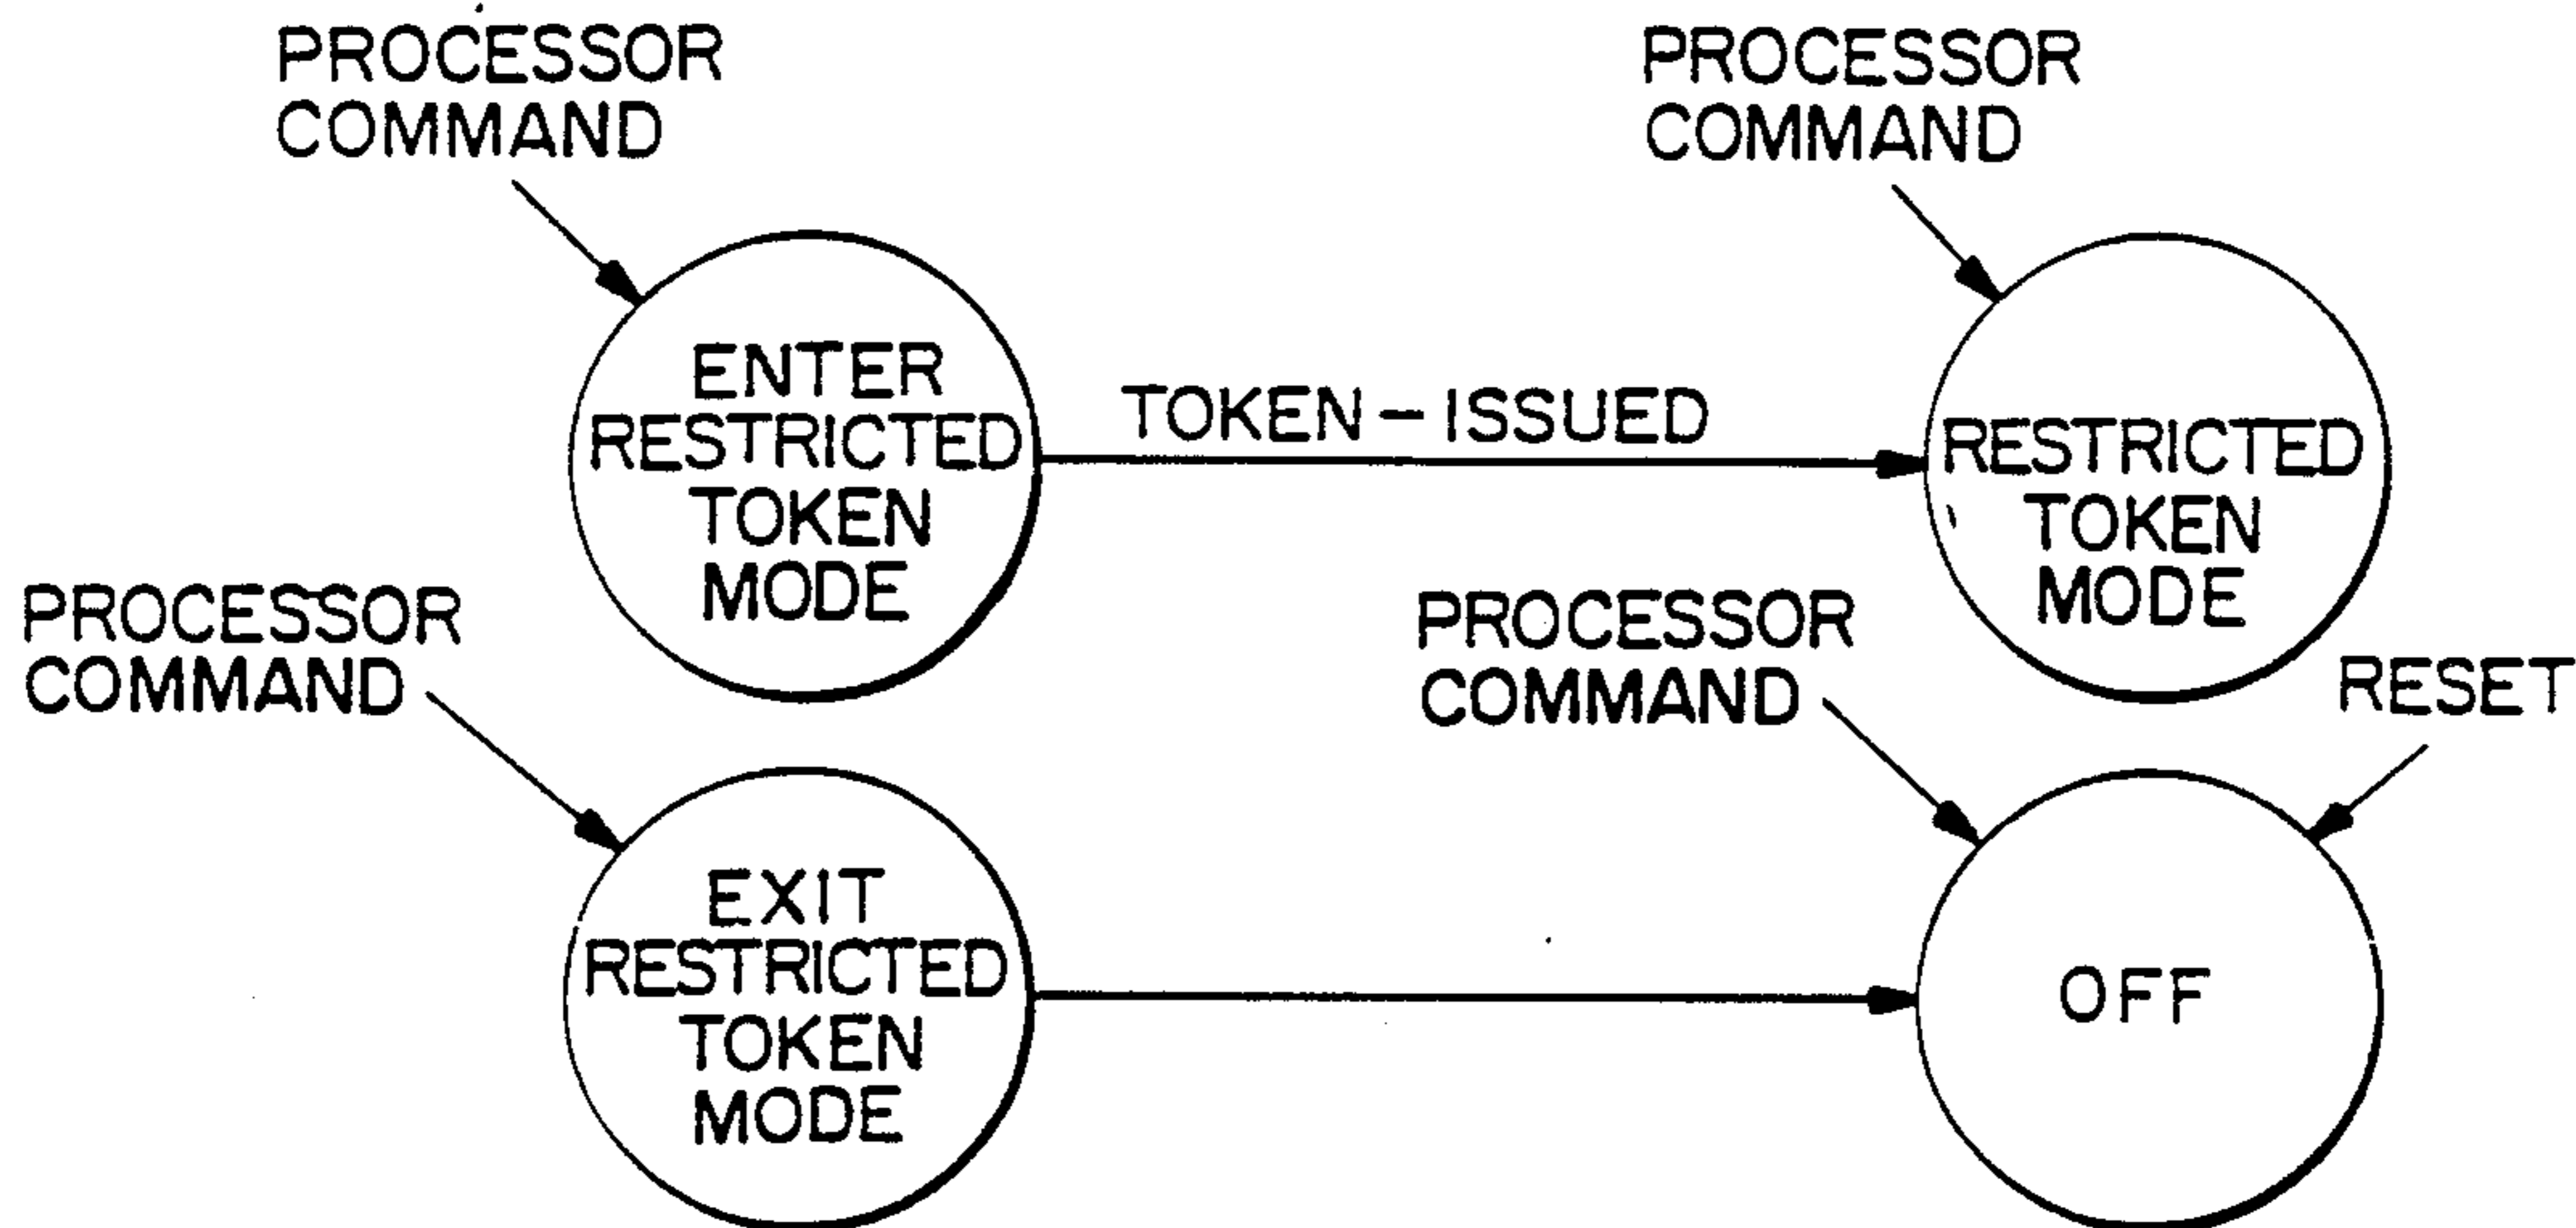 PROCESSOR
COMMAND
PROCESSOR
COMMAND
ENTER
RESTRICTED
TOKEN
MODE
TOKEN-ISSUED
RESTRICTED
TOKEN
MODE
PROCESSOR
COMMAND
PROCESSOR
COMMAND
RESET
EXIT
RESTRICTED
TOKEN
MODE
OFF